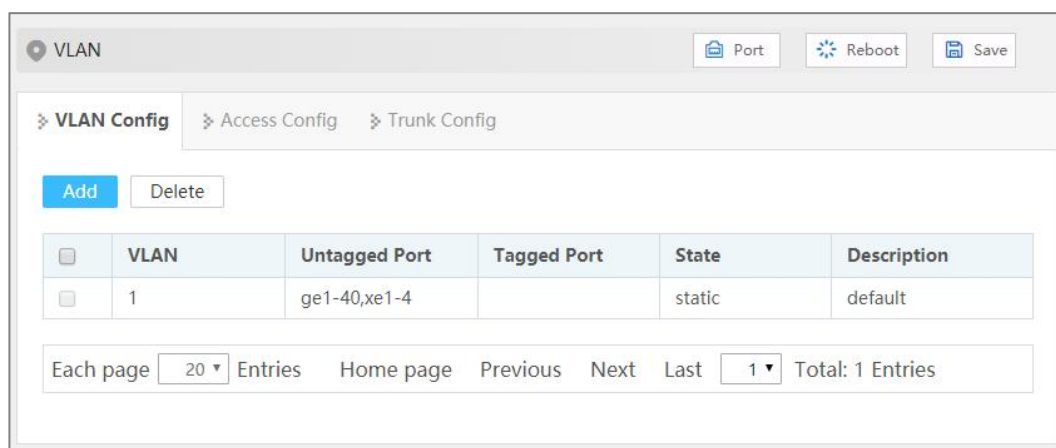 VLAN Port Reboot Save
VLAN Config Access Config Trunk Config
Add Delete
VLAN Untagged Port Tagged Port State Description
1 ge1-40,xe1-4 static default
Each page 20 Entries Home page Previous Next Last 1 Total: 1 Entries